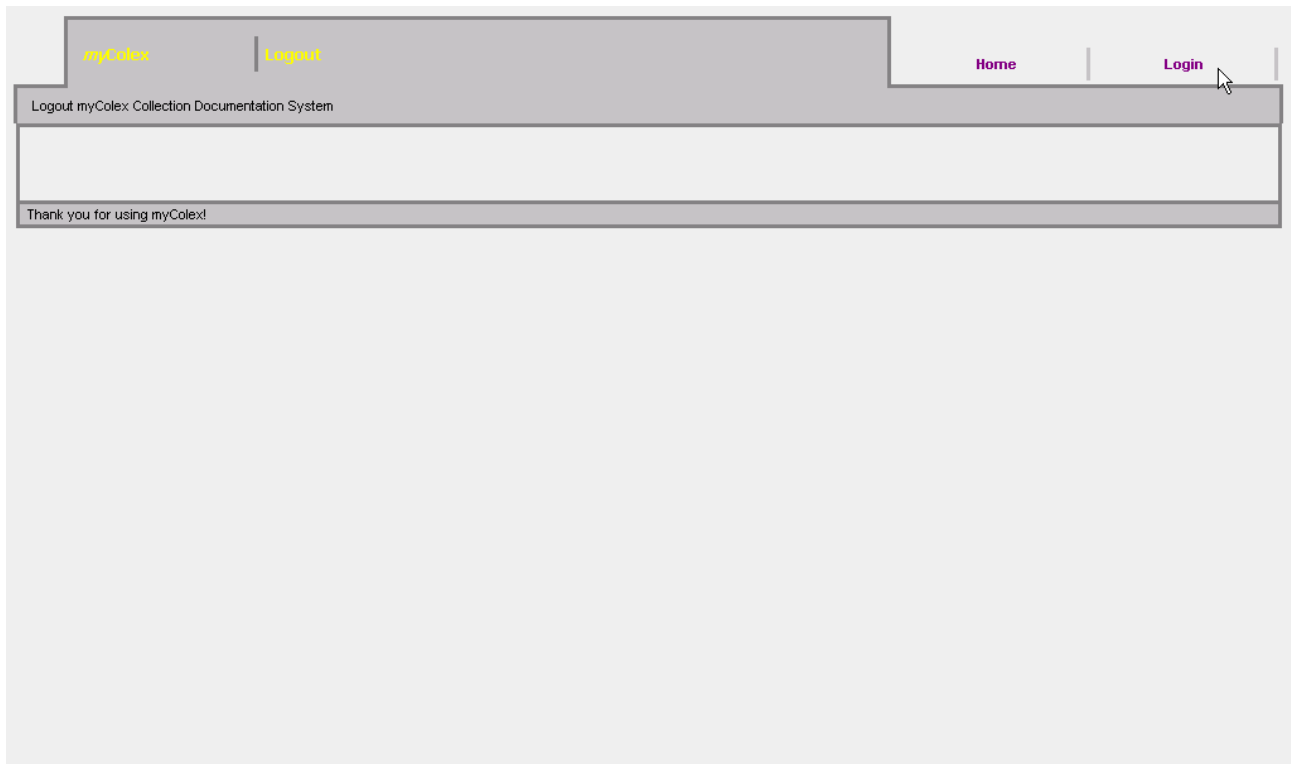 myColex Logout
Home Login
Logout myColex Collection Documentation System
Thank you for using myColex!